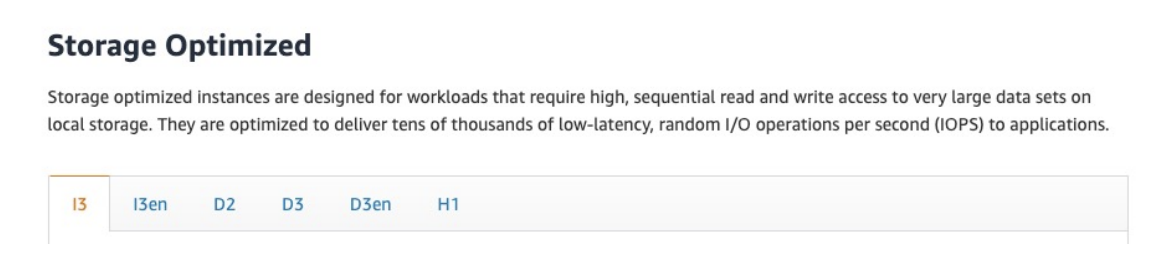 Storage Optimized
Storage optimized instances are designed for workloads that require high, sequential read and write access to very large data sets on
local storage. They are optimized to deliver tens of thousands of low-latency, random I/O operations per second (IOPS) to applications.
I3 I3en D2 D3 D3en H1